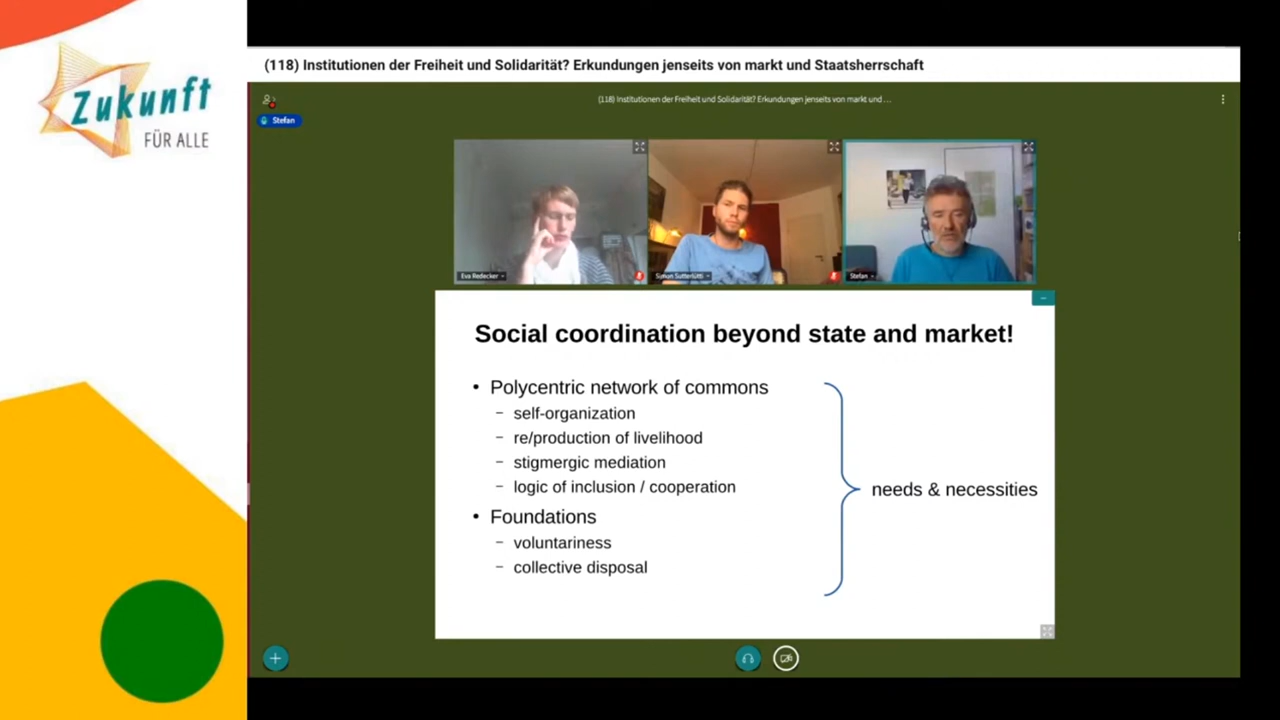 Zukunft
FÜR ALLE
(118) Institutionen der Freiheit und Solidarität? Erkundungen jenseits von markt und Staatsherrschaft
(118) Institutionen der Freiheit und Solidarität? Erkundungen jenseits von markt und ...
Stefan
Eva Redecker
Simon Sutterlütti
Stefan
Social coordination beyond state and market!
• Polycentric network of commons
– self-organization
– re/production of livelihood
– stigmergic mediation
– logic of inclusion / cooperation
needs & necessities
• Foundations
– voluntariness
– collective disposal